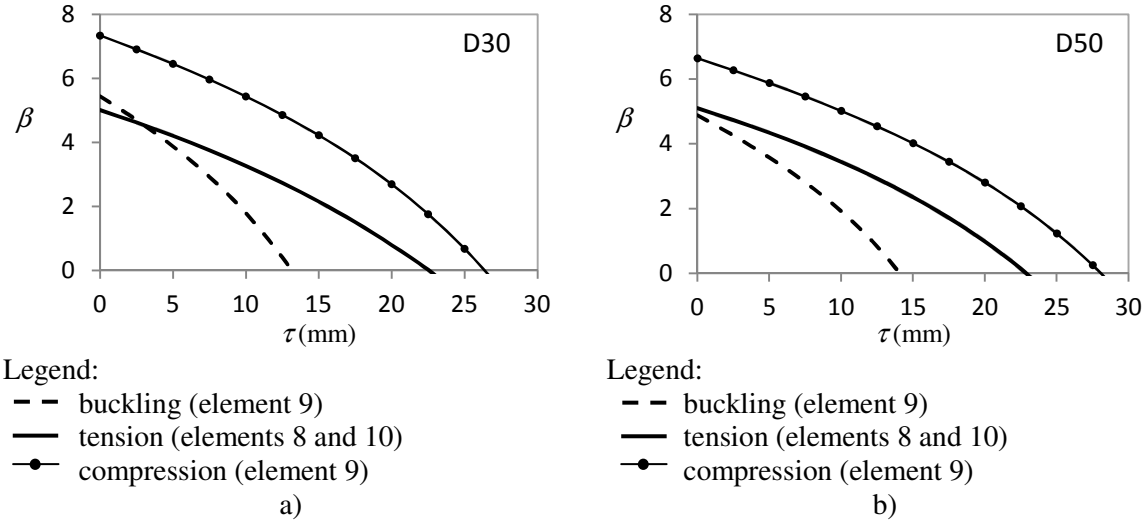 D30
8
6
4
2
0
β
0 5 10 15 20 25 30
τ (mm)
Legend:
buckling (element 9)
tension (elements 8 and 10)
compression (element 9)
a)
D50
8
6
4
2
0
β
0 5 10 15 20 25 30
τ (mm)
Legend:
buckling (element 9)
tension (elements 8 and 10)
compression (element 9)
b)